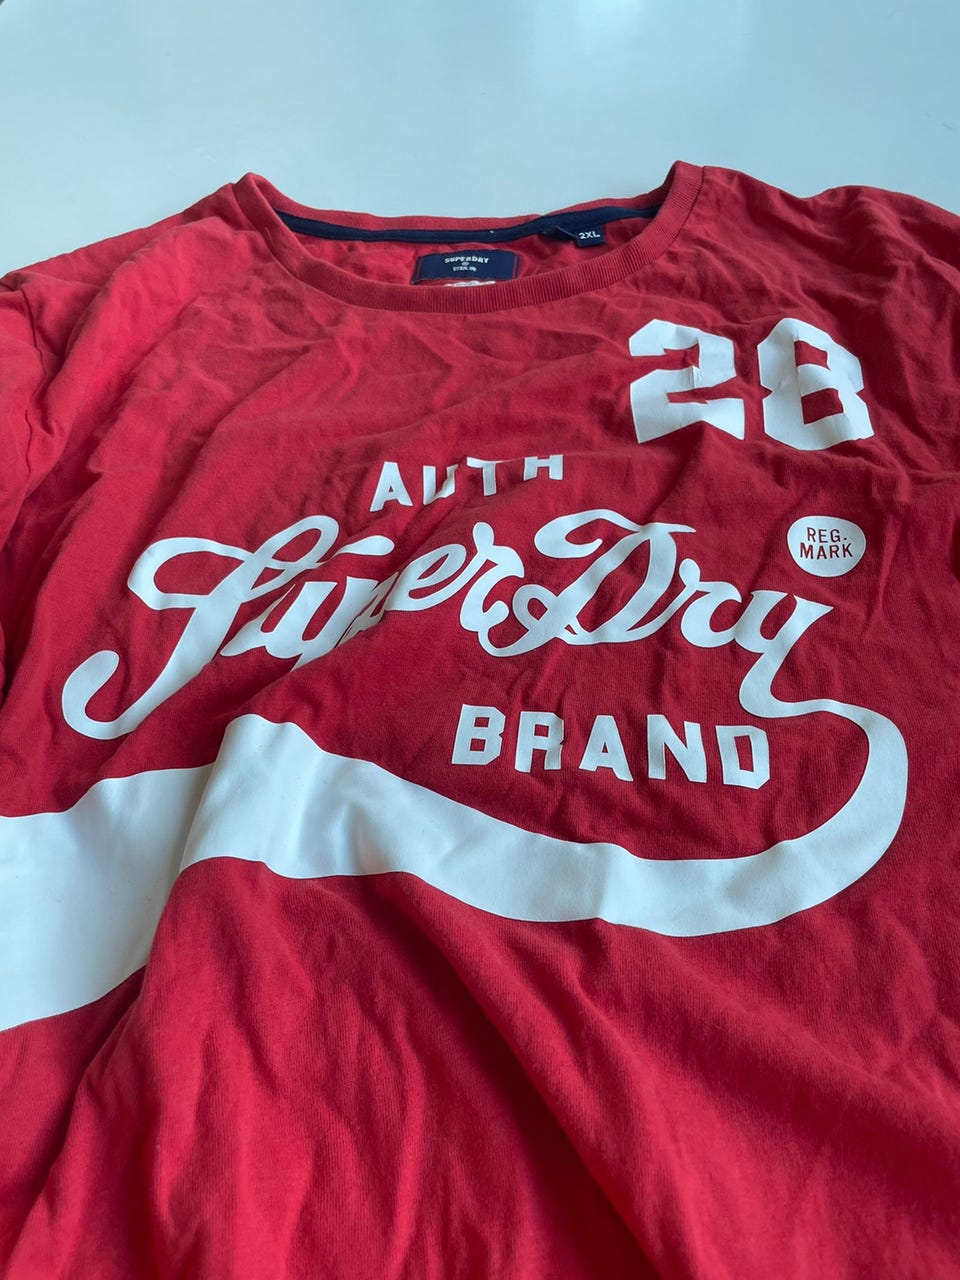 SUPERDRY
2XL
28
AUTH
SuperDry
REG.
MARK
BRAND